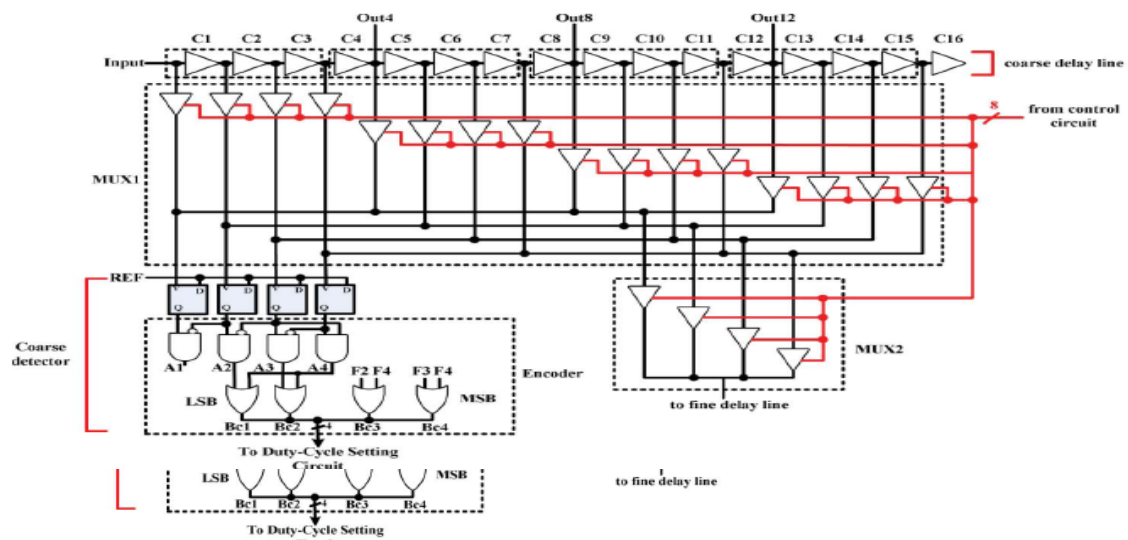 Out4 Out8 Out12
C1 C2 C3 C4 C5 C6 C7 C8 C9 C10 C11 C12 C13 C14 C15 C16
Input
coarse delay line
8
from control
circuit
MUX1
REF
V D V D V D V D
Q Q Q Q
Coarse
detector
A1 A2 A3 A4
Encoder
MUX2
F2 F4 F3 F4
LSB MSB
to fine delay line
Bc1 Bc2 4 Bc3 Bc4
To Duty-Cycle Setting
Circuit
LSB MSB
to fine delay line
Bc1 Bc2 4 Bc3 Bc4
To Duty-Cycle Setting